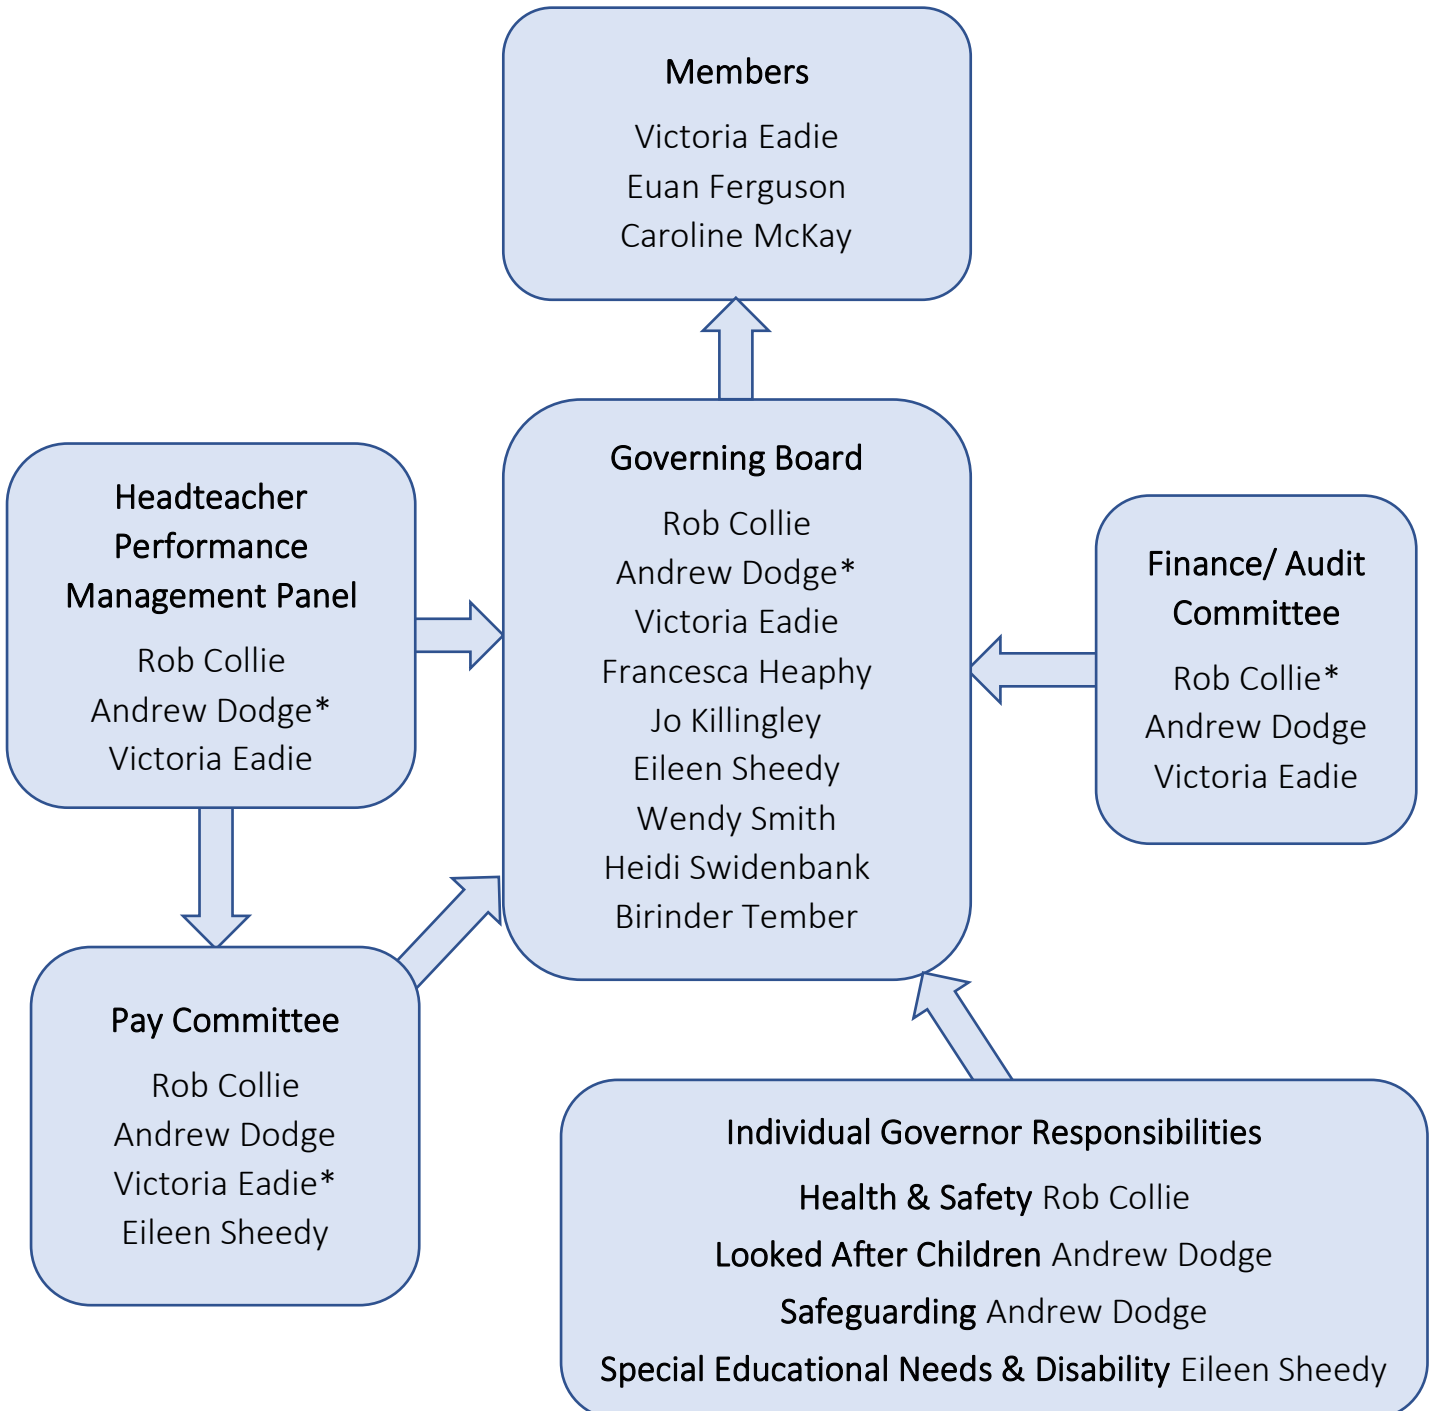 Members
Victoria Eadie
Euan Ferguson
Caroline McKay
Headteacher
Performance
Management Panel
Rob Collie
Andrew Dodge*
Victoria Eadie
Governing Board
Rob Collie
Andrew Dodge*
Victoria Eadie
Francesca Heaphy
Jo Killingley
Eileen Sheedy
Wendy Smith
Heidi Swidenbank
Birinder Tember
Finance/ Audit
Committee
Rob Collie*
Andrew Dodge
Victoria Eadie
Pay Committee
Rob Collie
Andrew Dodge
Victoria Eadie*
Eileen Sheedy
Individual Governor Responsibilities
Health & Safety Rob Collie
Looked After Children Andrew Dodge
Safeguarding Andrew Dodge
Special Educational Needs & Disability Eileen Sheedy